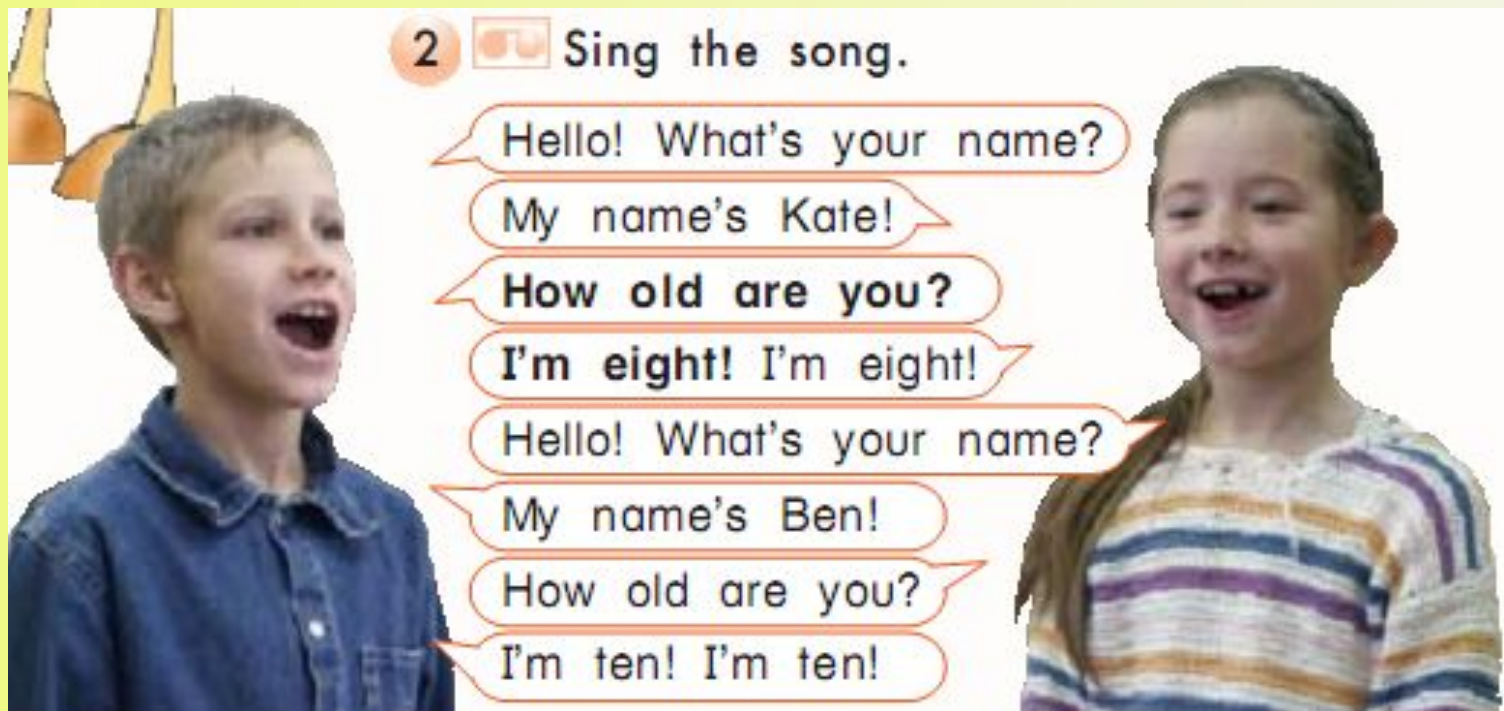 2 Sing the song.
Hello! What's your name?
My name's Kate!
How old are you?
I'm eight! I'm eight!
Hello! What's your name?
My name's Ben!
How old are you?
I'm ten! I'm ten!